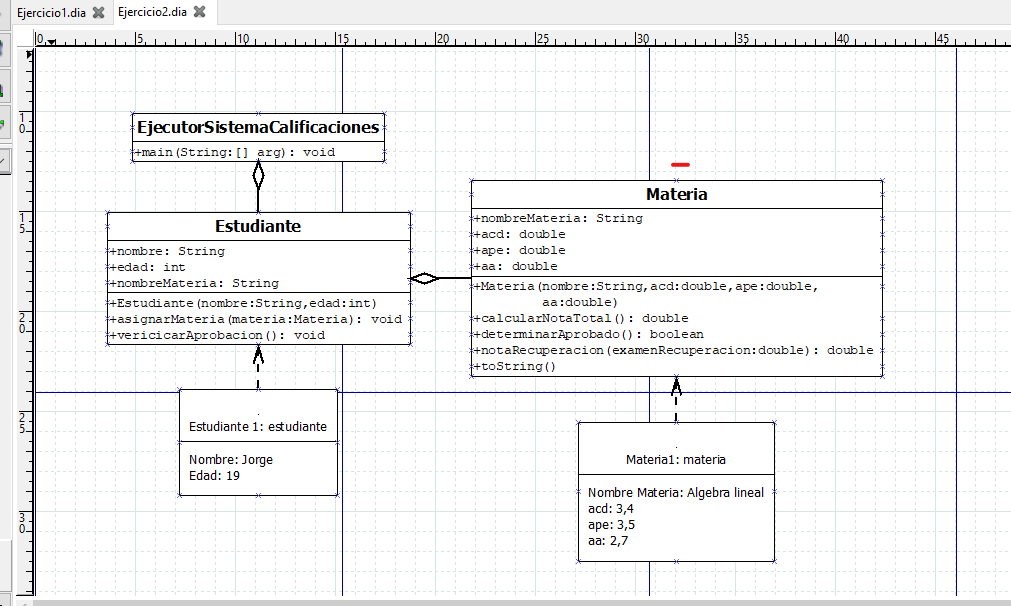 Ejercicio1.dia
Ejercicio2.dia
0 5 10 15 20 25 30 35 40 45
10
15
20
25
30
EjecutorSistemaCalificaciones
+main(String:[] arg): void
Estudiante
+nombre: String
+edad: int
+nombreMateria: String
+Estudiante(nombre:String,edad:int)
+asignarMateria(materia:Materia): void
+vericicarAprobacion(): void
Materia
+nombreMateria: String
+acd: double
+ape: double
+aa: double
+Materia(nombre:String,acd:double,ape:double,
aa:double)
+calcularNotaTotal(): double
+determinarAprobado(): boolean
+notaRecuperacion(examenRecuperacion:double): double
+toString()
Estudiante 1: estudiante
Nombre: Jorge
Edad: 19
Materia1: materia
Nombre Materia: Algebra lineal
acd: 3,4
ape: 3,5
aa: 2,7